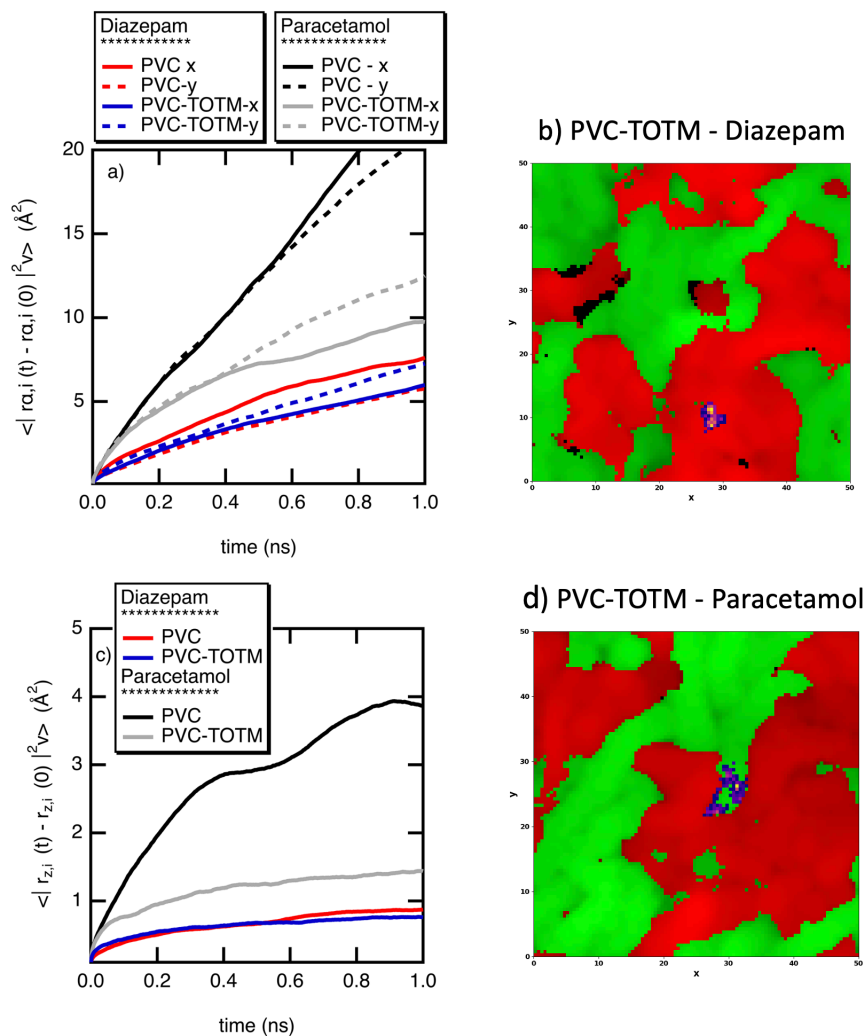 Diazepam
************
PVC x
PVC-y
PVC-TOTM-x
PVC-TOTM-y
Paracetamol
**************
PVC - x
PVC - y
PVC-TOTM-x
PVC-TOTM-y
a)
<| rα,i (t) - rα,i (0) |²v> (Å²)
20
15
10
5
0.0 0.2 0.4 0.6 0.8 1.0
time (ns)
b) PVC-TOTM - Diazepam
y
50
40
30
20
10
0
0 10 20 30 40 50
x
Diazepam
*************
PVC
PVC-TOTM
Paracetamol
*************
PVC
PVC-TOTM
c)
<| r_z,i (t) - r_z,i (0) |²v> (Å²)
5
4
3
2
1
0.0 0.2 0.4 0.6 0.8 1.0
time (ns)
d) PVC-TOTM - Paracetamol
y
50
40
30
20
10
0
0 10 20 30 40 50
x